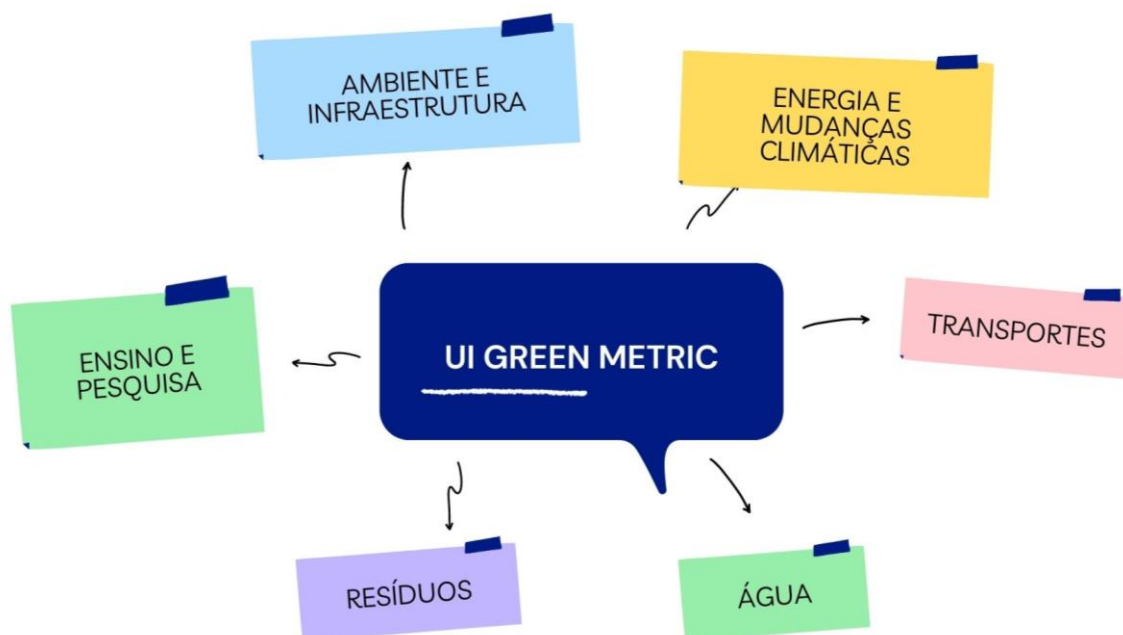 AMBIENTE E
INFRAESTRUTURA
ENERGIA E
MUDANÇAS
CLIMÁTICAS
TRANSPORTES
ENSINO E
PESQUISA
UI GREEN METRIC
RESÍDUOS
ÁGUA